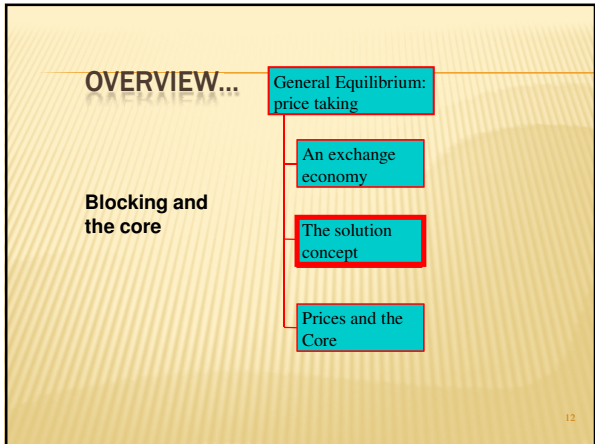 OVERVIEW...
General Equilibrium:
price taking
An exchange
economy
Blocking and
the core
The solution
concept
Prices and the
Core
12